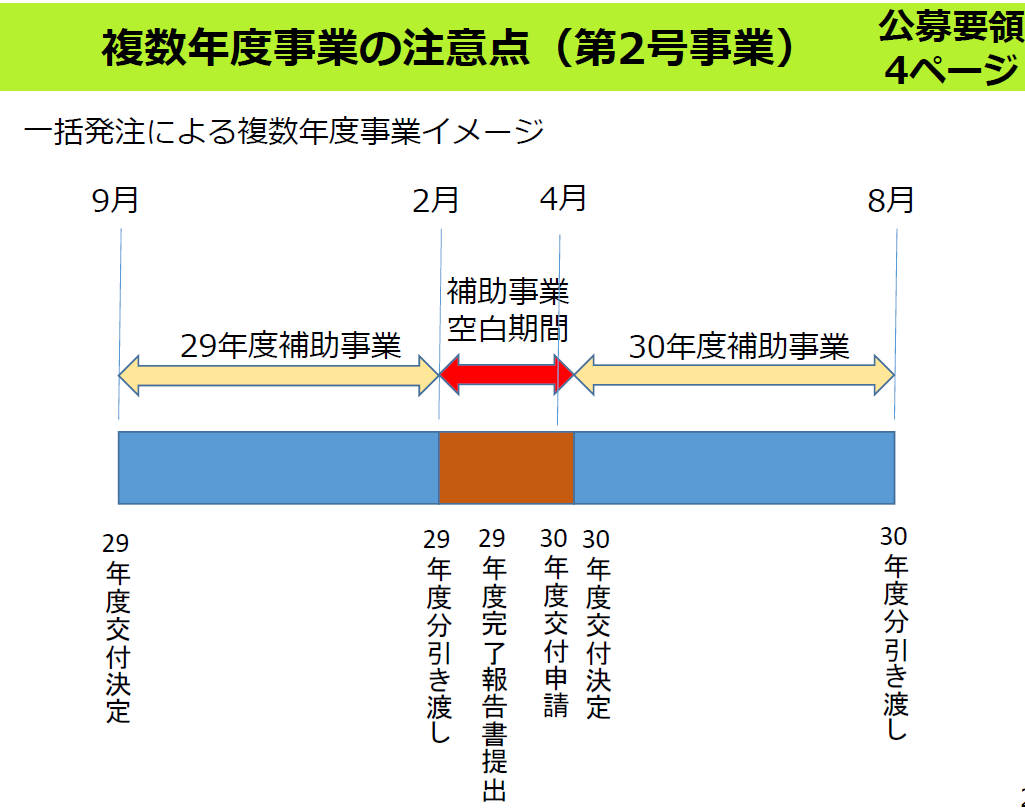 複数年度事業の注意点（第2号事業）
公募要領
4ページ
一括発注による複数年度事業イメージ
9月
2月
4月
8月
補助事業
空白期間
29年度補助事業
30年度補助事業
29年度交付決定
29年度分引き渡し
29年度完了報告書提出
30年度交付申請
30年度交付決定
30年度分引き渡し